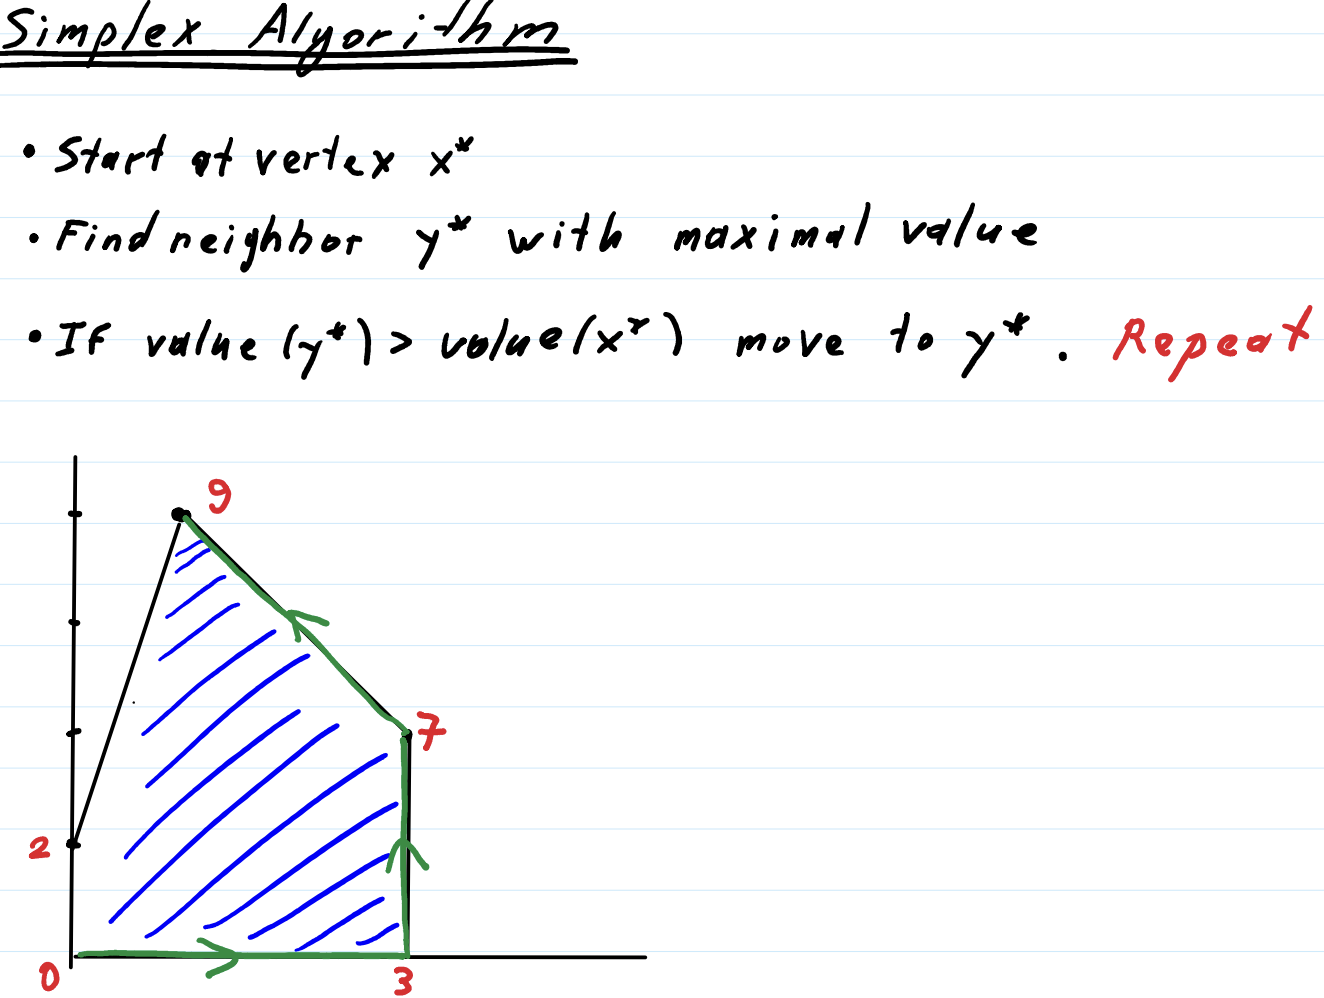 Simplex Algorithm
• Start at vertex x*
• Find neighbor y* with maximal value
• If value (y*) > value (x*) move to y*. Repeat
9
7
2
0
3